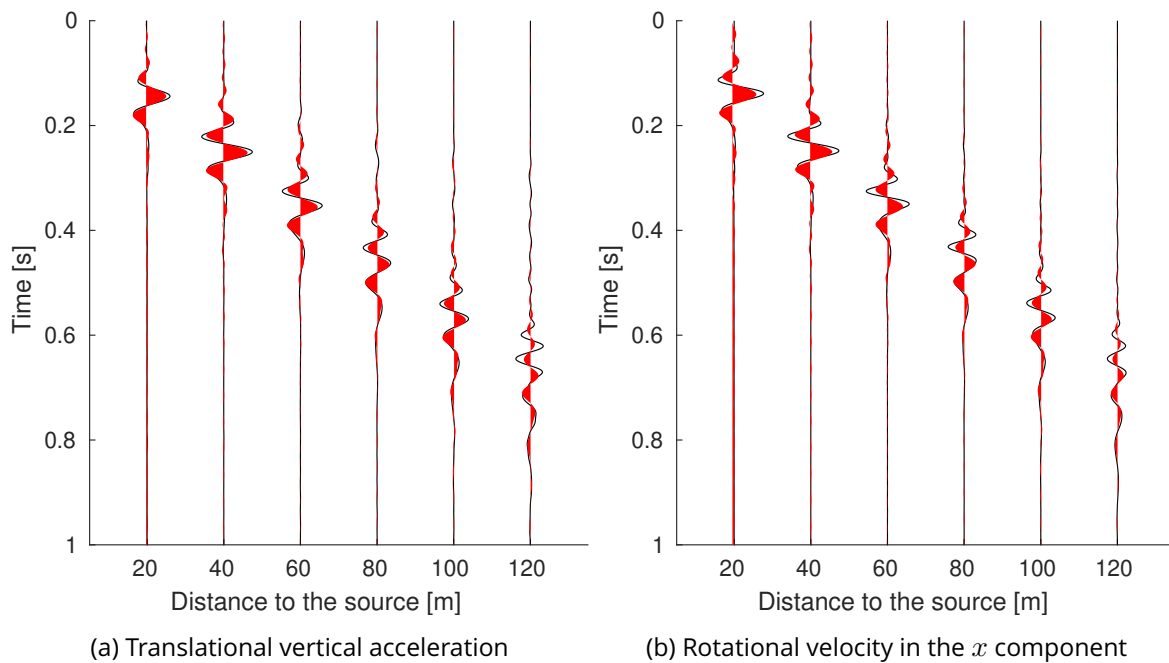 0
0.2
0.4
0.6
0.8
1
Time [s]
20 40 60 80 100 120
Distance to the source [m]
(a) Translational vertical acceleration
0
0.2
0.4
0.6
0.8
1
Time [s]
20 40 60 80 100 120
Distance to the source [m]
(b) Rotational velocity in the x component